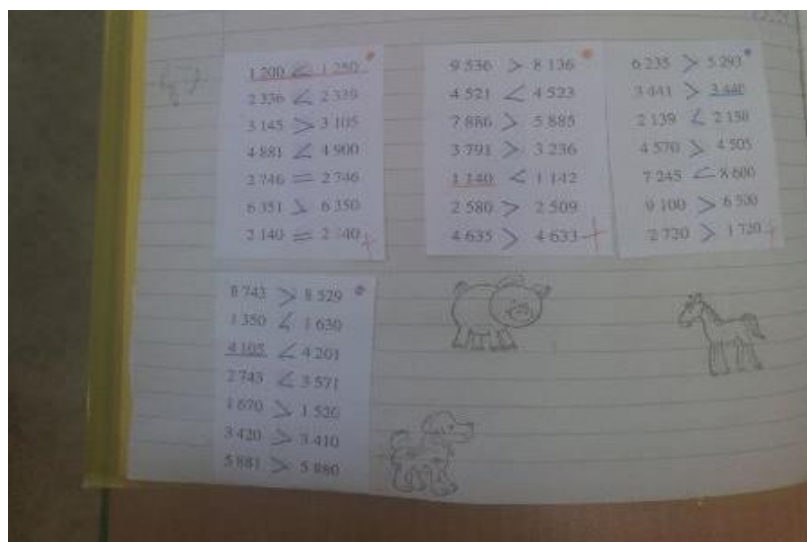 1 200 < 1 250
2 336 < 2 339
3 145 > 3 105
4 881 < 4 900
2 746 = 2 746
6 351 > 6 350
2 140 = 2 140
9 536 > 8 136
4 521 < 4 523
7 886 > 5 885
3 791 > 3 236
1 140 < 1 142
2 580 > 2 509
4 635 > 4 633
6 235 > 5 293
3 441 > 3 440
2 139 < 2 150
4 570 > 4 505
7 245 < 8 600
9 100 > 6 500
2 720 > 1 720
8 743 > 8 529
1 350 < 1 630
4 105 < 4 201
2 743 < 3 571
1 670 > 1 520
3 420 > 3 410
5 881 > 5 880